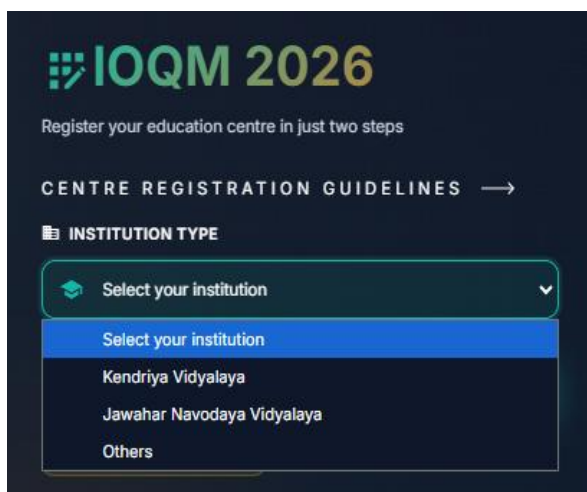 IOQM 2026
Register your education centre in just two steps
CENTRE REGISTRATION GUIDELINES →
INSTITUTION TYPE
Select your institution
Select your institution
Kendriya Vidyalaya
Jawahar Navodaya Vidyalaya
Others